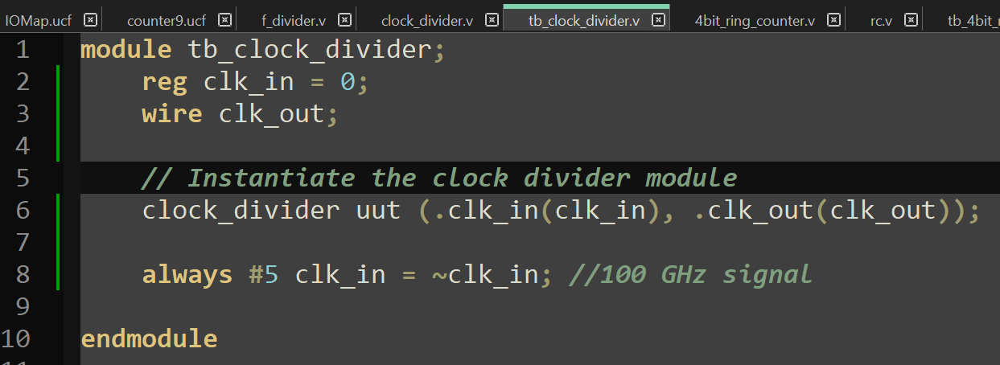 IOMap.ucf counter9.ucf f_divider.v clock_divider.v tb_clock_divider.v 4bit_ring_counter.v rc.v
1 module tb_clock_divider;
2 reg clk_in = 0;
3 wire clk_out;
4
5 // Instantiate the clock divider module
6 clock_divider uut (.clk_in(clk_in), .clk_out(clk_out));
7
8 always #5 clk_in = ~clk_in; //100 GHz signal
9
10 endmodule